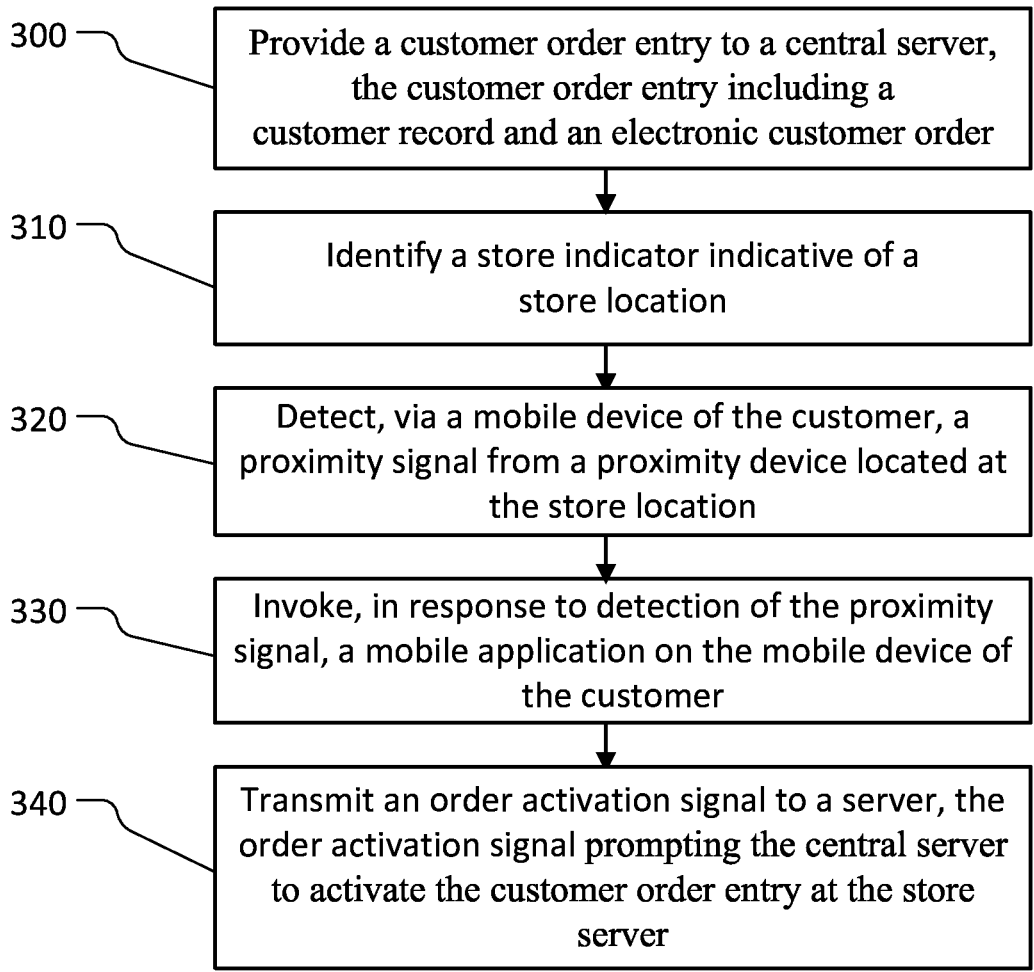 300
Provide a customer order entry to a central server,
the customer order entry including a
customer record and an electronic customer order
310
Identify a store indicator indicative of a
store location
320
Detect, via a mobile device of the customer, a
proximity signal from a proximity device located at
the store location
330
Invoke, in response to detection of the proximity
signal, a mobile application on the mobile device of
the customer
340
Transmit an order activation signal to a server, the
order activation signal prompting the central server
to activate the customer order entry at the store
server